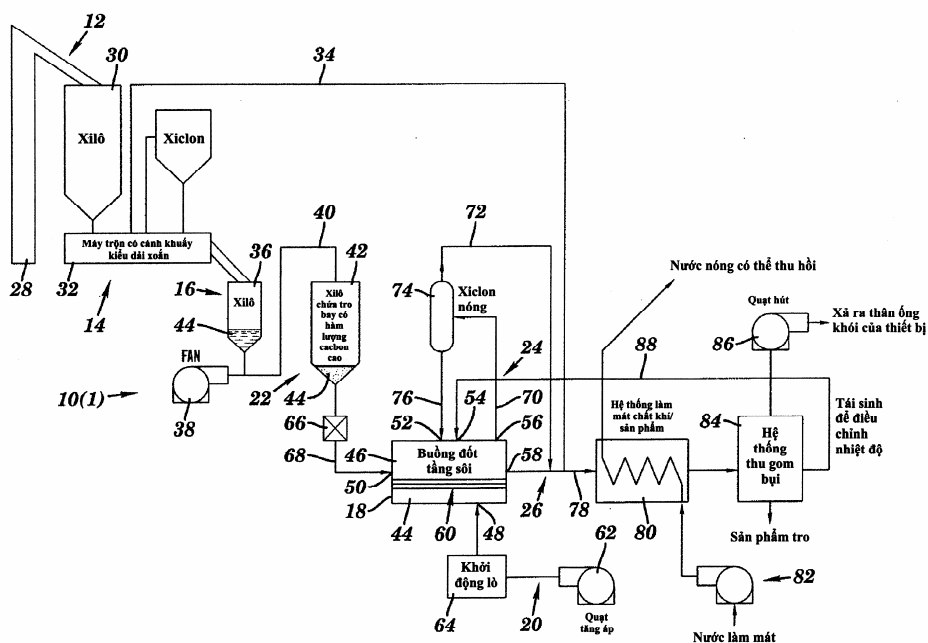 12
30
34
Xilô
Xiclon
40
72
Máy trộn có cánh khuấy
kiểu dải xoắn
36
42
Nước nóng có thể thu hồi
28
32
14
16
Xilô
44
Xilô
chứa tro
bay có
hàm
lượng
cacbon
cao
74
Xiclon
nóng
Quạt hút
86
Xả ra thân ống
khói của thiết bị
FAN
24
88
10(1)
38
22
44
76
70
66
52
54
56
Hệ thống làm
mát chất khí/
sản phẩm
84
Hệ
thống
thu gom
bụi
Tái sinh
để điều
chỉnh
nhiệt độ
68
46
Buồng đốt
tầng sôi
58
50
18
44
60
48
26
78
80
Sản phẩm tro
62
Khởi
động lò
64
20
Quạt
tăng áp
82
Nước làm mát